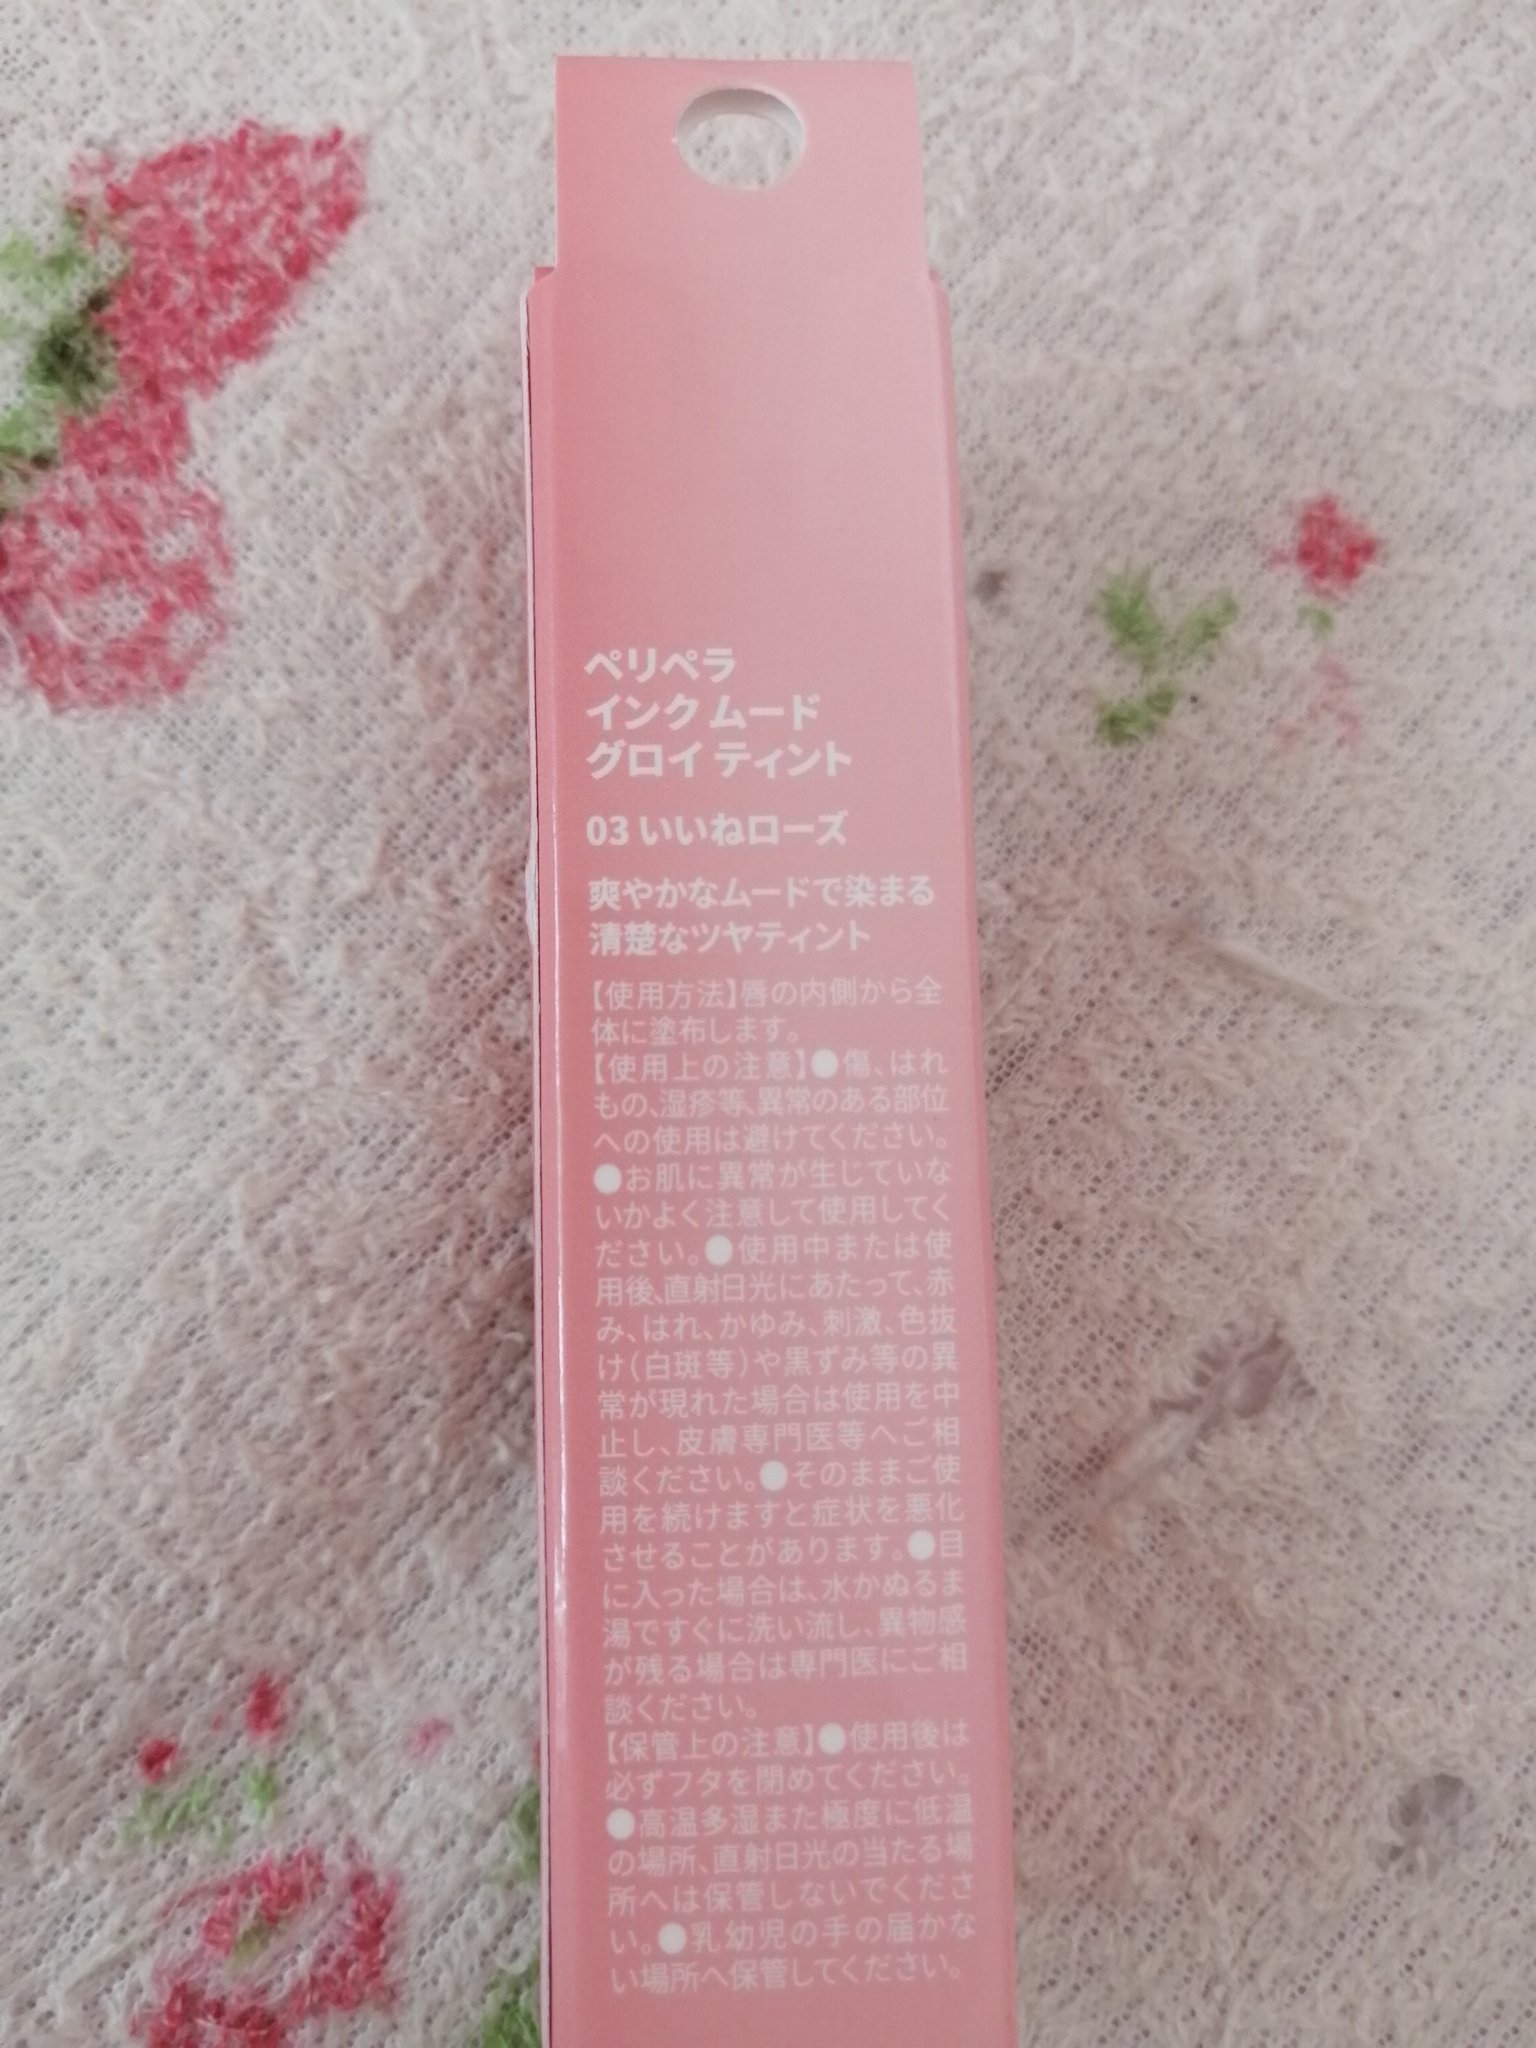 ペリペラ
インク ムード
グロイ ティント
03 いいねローズ
爽やかなムードで染まる
清楚なツヤティント
【使用方法】唇の内側から全
体に塗布します。
【使用上の注意】●傷、はれ
もの、湿疹等、異常のある部位
への使用は避けてください。
●お肌に異常が生じていな
いかよく注意して使用してく
ださい。●使用中または使
用後、直射日光にあたって、赤
み、はれ、かゆみ、刺激、色抜
け(白斑等)や黒ずみ等の異
常が現れた場合は使用を中
止し、皮膚専門医等へご相
談ください。●そのままご使
用を続けますと症状を悪化
させることがあります。●目
に入った場合は、水かぬるま
湯ですぐに洗い流し、異物感
が残る場合は専門医にご相
談ください。
【保管上の注意】●使用後は
必ずフタを閉めてください。
●高温多湿また極度に低温
の場所、直射日光の当たる場
所へは保管しないでくださ
い。●乳幼児の手の届かな
い場所へ保管してください。